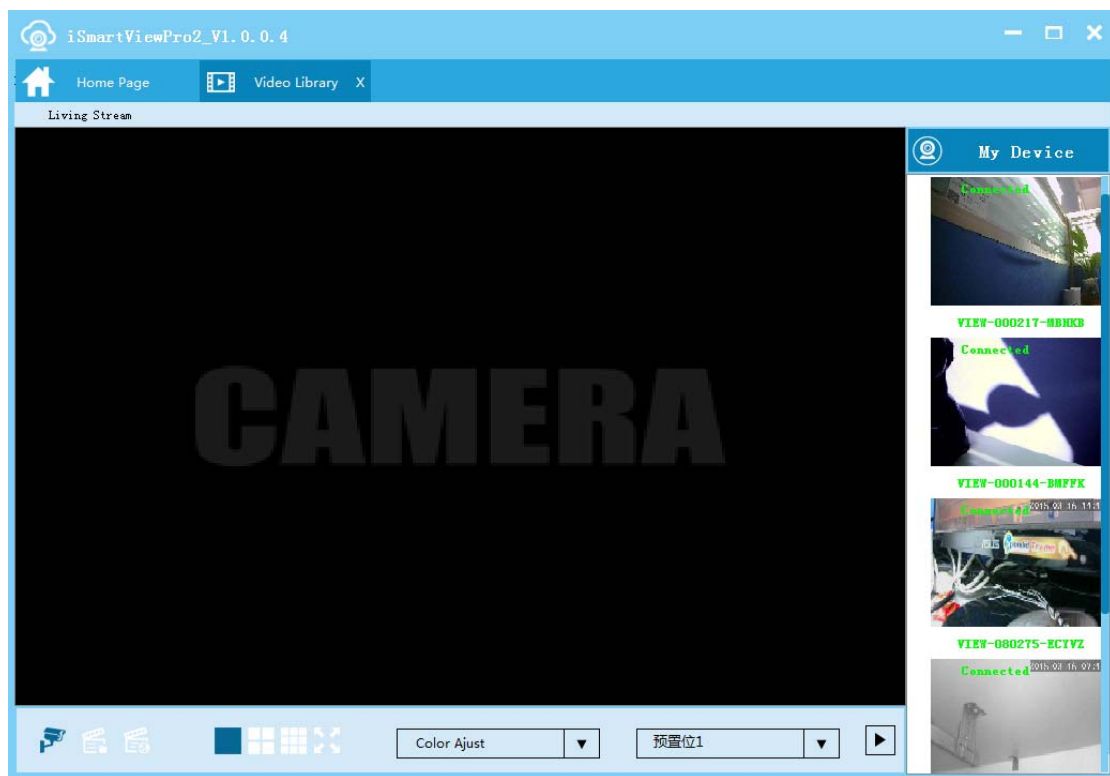 iSmartViewPro2_V1.0.0.4
Home Page
Video Library X
Living Stream
CAMERA
My Device
Connected
VIEW-000217-MBHKB
Connected
VIEW-000144-BMFFK
Connected
ASUS
VIEW-080275-ECYVZ
Connected
Color Ajust
预置位1